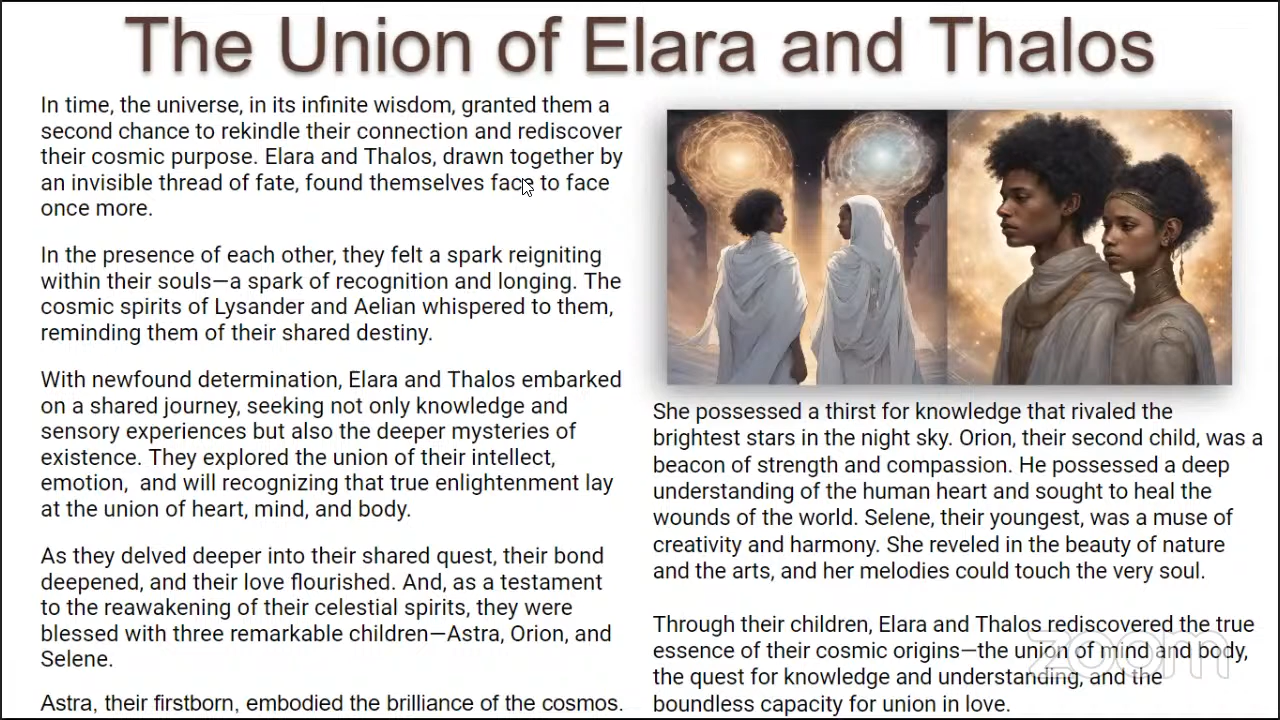 The Union of Elara and Thalos
In time, the universe, in its infinite wisdom, granted them a
second chance to rekindle their connection and rediscover
their cosmic purpose. Elara and Thalos, drawn together by
an invisible thread of fate, found themselves face to face
once more.
In the presence of each other, they felt a spark reigniting
within their souls—a spark of recognition and longing. The
cosmic spirits of Lysander and Aelian whispered to them,
reminding them of their shared destiny.
With newfound determination, Elara and Thalos embarked
on a shared journey, seeking not only knowledge and
sensory experiences but also the deeper mysteries of
existence. They explored the union of their intellect,
emotion,  and will recognizing that true enlightenment lay
at the union of heart, mind, and body.
As they delved deeper into their shared quest, their bond
deepened, and their love flourished. And, as a testament
to the reawakening of their celestial spirits, they were
blessed with three remarkable children—Astra, Orion, and
Selene.
Astra, their firstborn, embodied the brilliance of the cosmos.
She possessed a thirst for knowledge that rivaled the
brightest stars in the night sky. Orion, their second child, was a
beacon of strength and compassion. He possessed a deep
understanding of the human heart and sought to heal the
wounds of the world. Selene, their youngest, was a muse of
creativity and harmony. She reveled in the beauty of nature
and the arts, and her melodies could touch the very soul.
Through their children, Elara and Thalos rediscovered the true
essence of their cosmic origins—the union of mind and body,
the quest for knowledge and understanding, and the
boundless capacity for union in love.
zoom